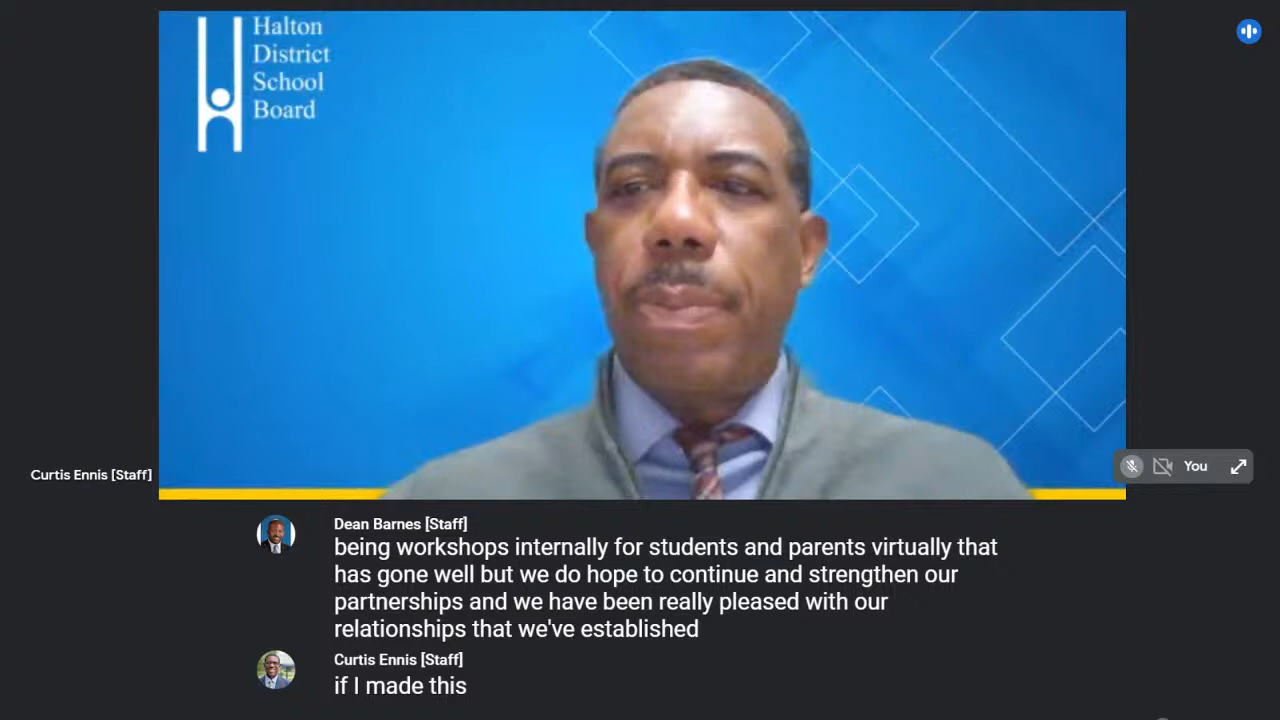 Halton
District
School
Board
Curtis Ennis [Staff]
You
Dean Barnes [Staff]
being workshops internally for students and parents virtually that
has gone well but we do hope to continue and strengthen our
partnerships and we have been really pleased with our
relationships that we've established
Curtis Ennis [Staff]
if I made this